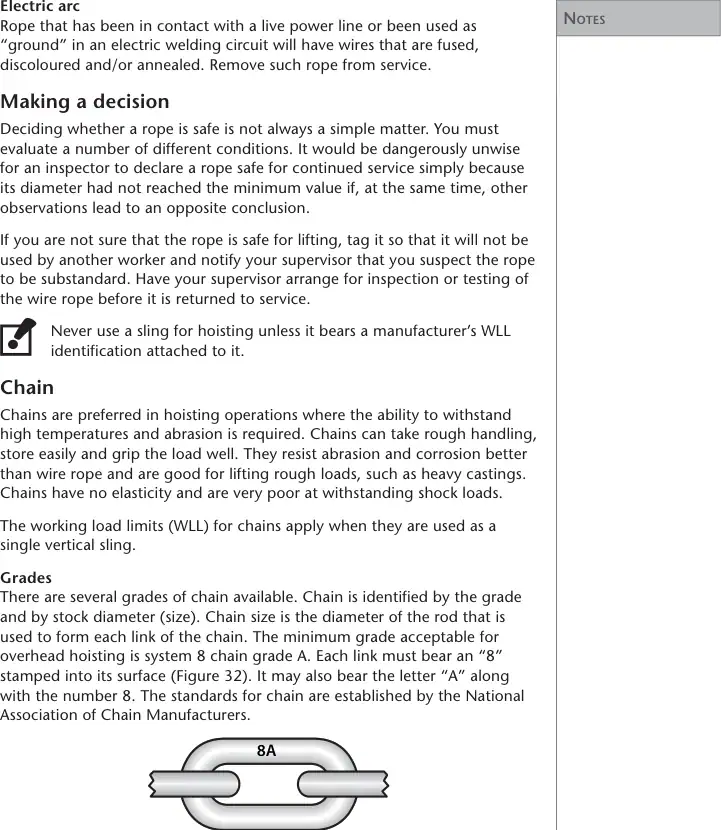 Electric arc
Rope that has been in contact with a live power line or been used as
“ground” in an electric welding circuit will have wires that are fused,
discoloured and/or annealed. Remove such rope from service.
Making a decision
Deciding whether a rope is safe is not always a simple matter. You must
evaluate a number of different conditions. It would be dangerously unwise
for an inspector to declare a rope safe for continued service simply because
its diameter had not reached the minimum value if, at the same time, other
observations lead to an opposite conclusion.
If you are not sure that the rope is safe for lifting, tag it so that it will not be
used by another worker and notify your supervisor that you suspect the rope
to be substandard. Have your supervisor arrange for inspection or testing of
the wire rope before it is returned to service.
Never use a sling for hoisting unless it bears a manufacturer’s WLL
identification attached to it.
Chain
Chains are preferred in hoisting operations where the ability to withstand
high temperatures and abrasion is required. Chains can take rough handling,
store easily and grip the load well. They resist abrasion and corrosion better
than wire rope and are good for lifting rough loads, such as heavy castings.
Chains have no elasticity and are very poor at withstanding shock loads.
The working load limits (WLL) for chains apply when they are used as a
single vertical sling.
Grades
There are several grades of chain available. Chain is identified by the grade
and by stock diameter (size). Chain size is the diameter of the rod that is
used to form each link of the chain. The minimum grade acceptable for
overhead hoisting is system 8 chain grade A. Each link must bear an “8”
stamped into its surface (Figure 32). It may also bear the letter “A” along
with the number 8. The standards for chain are established by the National
Association of Chain Manufacturers.
8A
NOTES